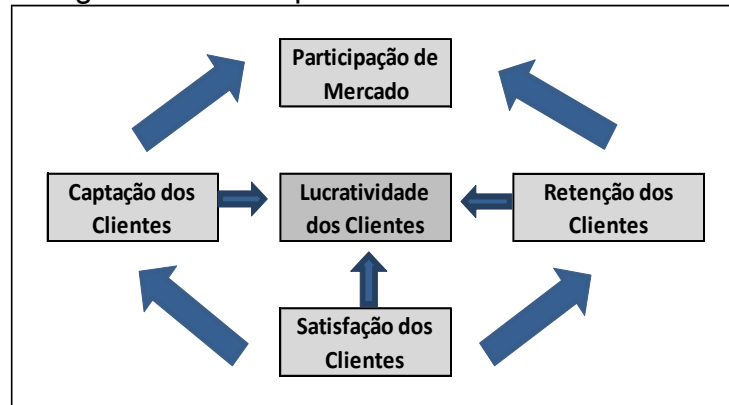 Participação de
Mercado
Captação dos
Clientes
Lucratividade
dos Clientes
Retenção dos
Clientes
Satisfação dos
Clientes